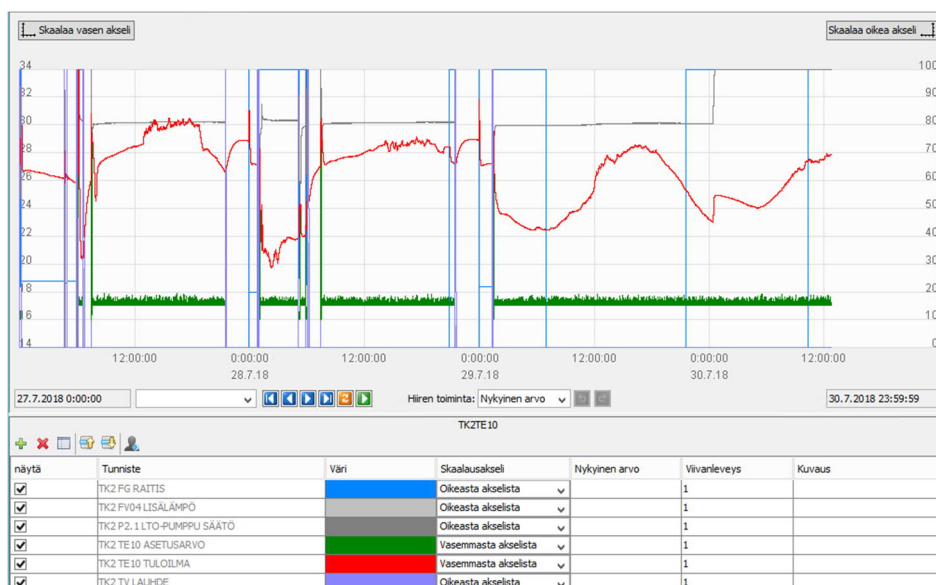 Skaalaa vasen akseli
Skaalaa oikea akseli
34
32
30
28
26
24
22
20
18
16
14
100
90
80
70
60
50
40
30
20
10
0
12:00:00 0:00:00 12:00:00 0:00:00 12:00:00 0:00:00 12:00:00
28.7.18 29.7.18 30.7.18
27.7.2018 0:00:00 Hiiren toiminta: Nykyinen arvo 30.7.2018 23:59:59
TK2TE10
näytä Tunniste Väri Skaalausakseli Nykyinen arvo Viivanleveys Kuvaus
TK2 FG RAITIS Oikeasta akselista 1
TK2 FV04 LISÄLÄMPÖ Oikeasta akselista 1
TK2 P2.1 LTO-PUMPPU SÄÄTÖ Oikeasta akselista 1
TK2 TE10 ASETUSARVO Vasemmasta akselista 1
TK2 TE10 TULOILMA Vasemmasta akselista 1
TK2 TV LAUHDE Oikeasta akselista 1